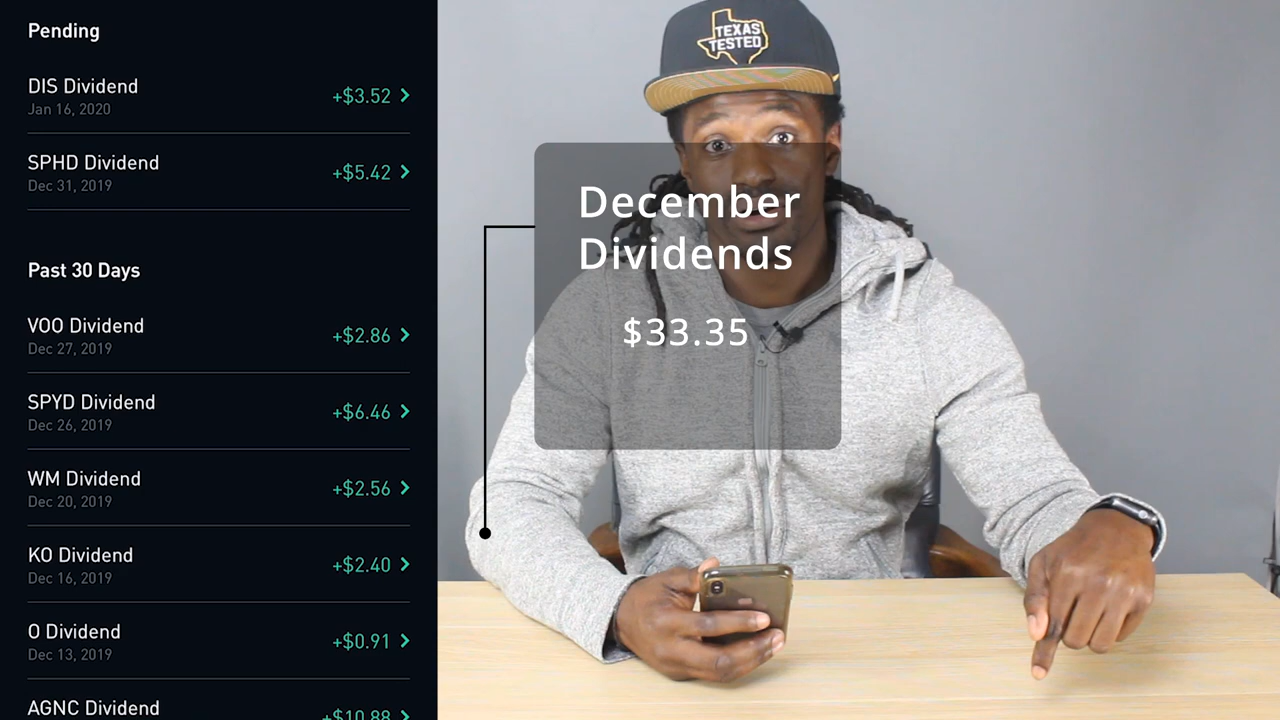 Pending
DIS Dividend
Jan 16, 2020
+$3.52
SPHD Dividend
Dec 31, 2019
+$5.42
Past 30 Days
VOO Dividend
Dec 27, 2019
+$2.86
SPYD Dividend
Dec 26, 2019
+$6.46
WM Dividend
Dec 20, 2019
+$2.56
KO Dividend
Dec 16, 2019
+$2.40
O Dividend
Dec 13, 2019
+$0.91
AGNC Dividend
+$10.88
TEXAS
TESTED
December
Dividends
$33.35